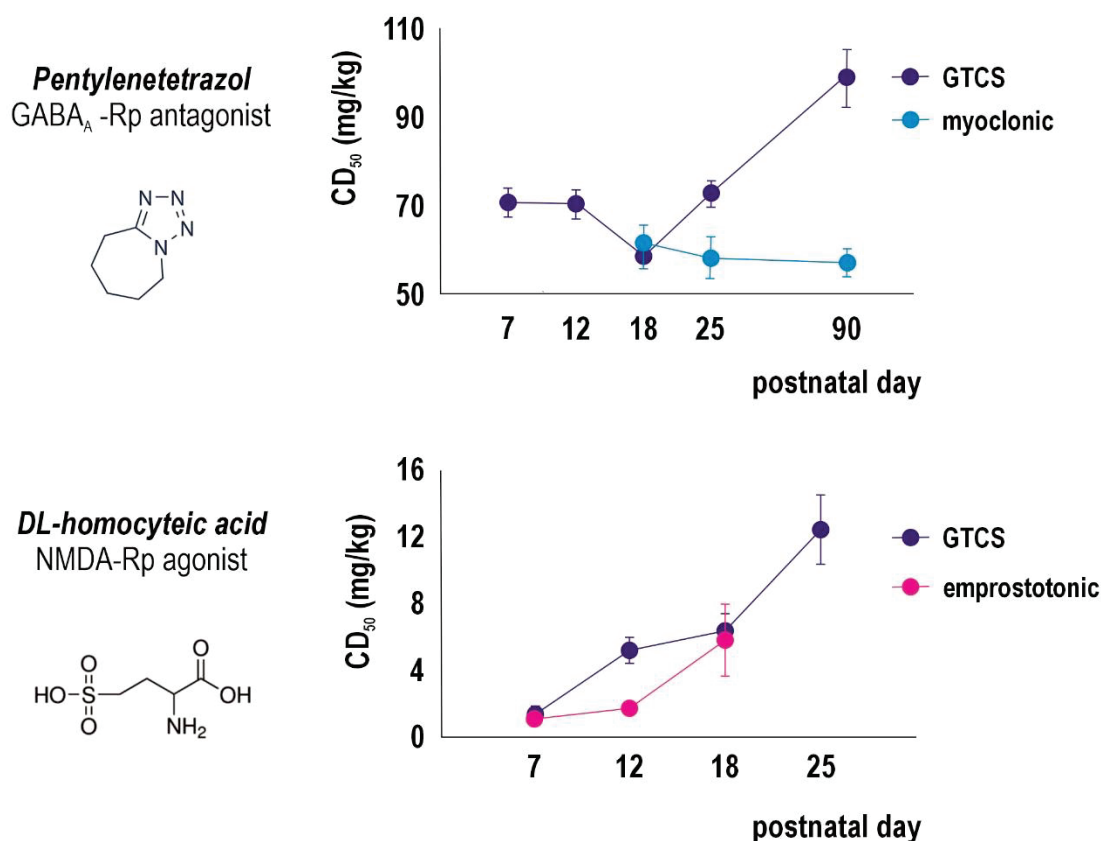 Pentylenetetrazol
GABA_A -Rp antagonist
N-N
N
N
N
110
90
70
50
CD50 (mg/kg)
7 12 18 25 90
postnatal day
GTCS
myoclonic
DL-homocyteic acid
NMDA-Rp agonist
O O
HO-S OH
O NH2
16
12
8
4
0
CD50 (mg/kg)
7 12 18 25
postnatal day
GTCS
emprostotonic